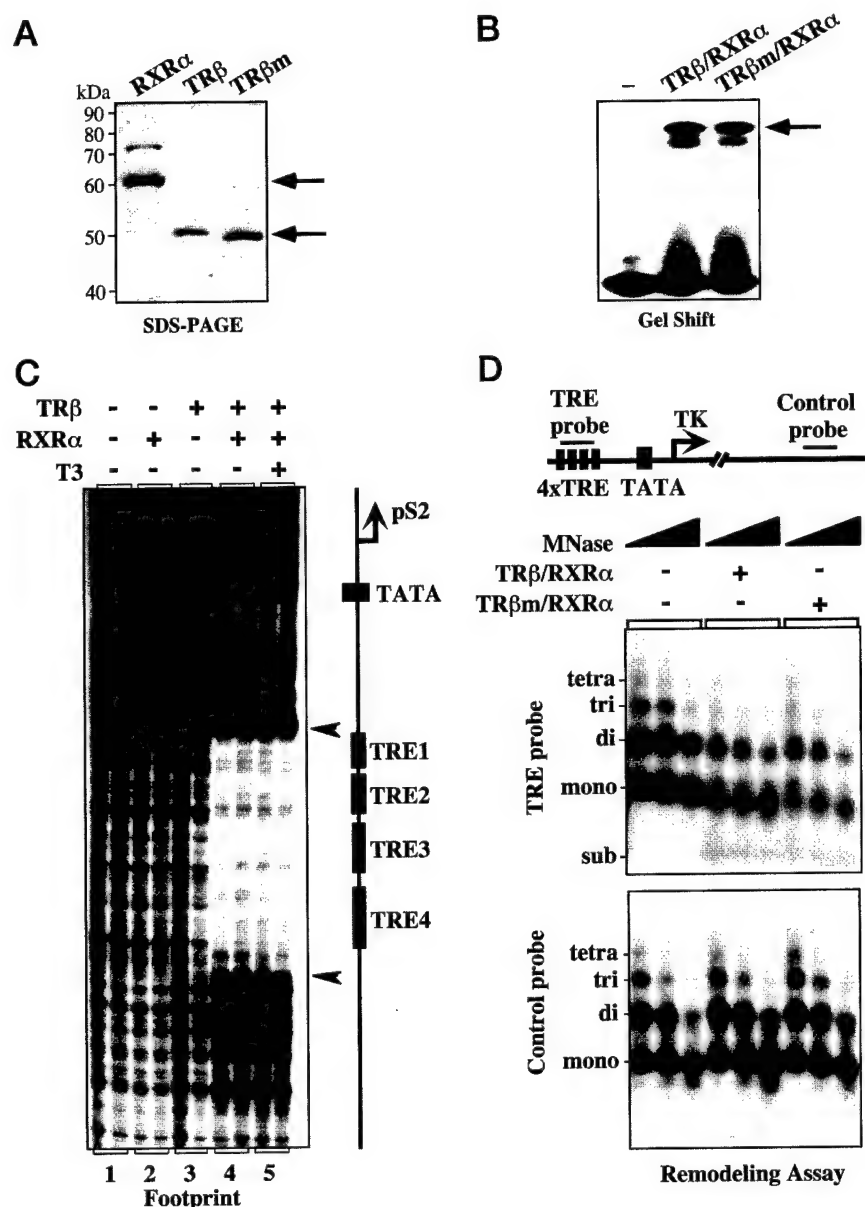 A
RXRα TRβ TRβm
kDa
90
80
70
60
50
40
SDS-PAGE
B
- TRβ/RXRα TRβm/RXRα
Gel Shift
C
TRβ - - + + +
RXRα - + - + +
T3 - - - - +
pS2
TATA
TRE1
TRE2
TRE3
TRE4
1 2 3 4 5
Footprint
D
TRE probe
TK
Control probe
4xTRE TATA
MNase
TRβ/RXRα - + -
TRβm/RXRα - - +
TRE probe
tetra
tri
di
mono
sub
Control probe
tetra
tri
di
mono
Remodeling Assay